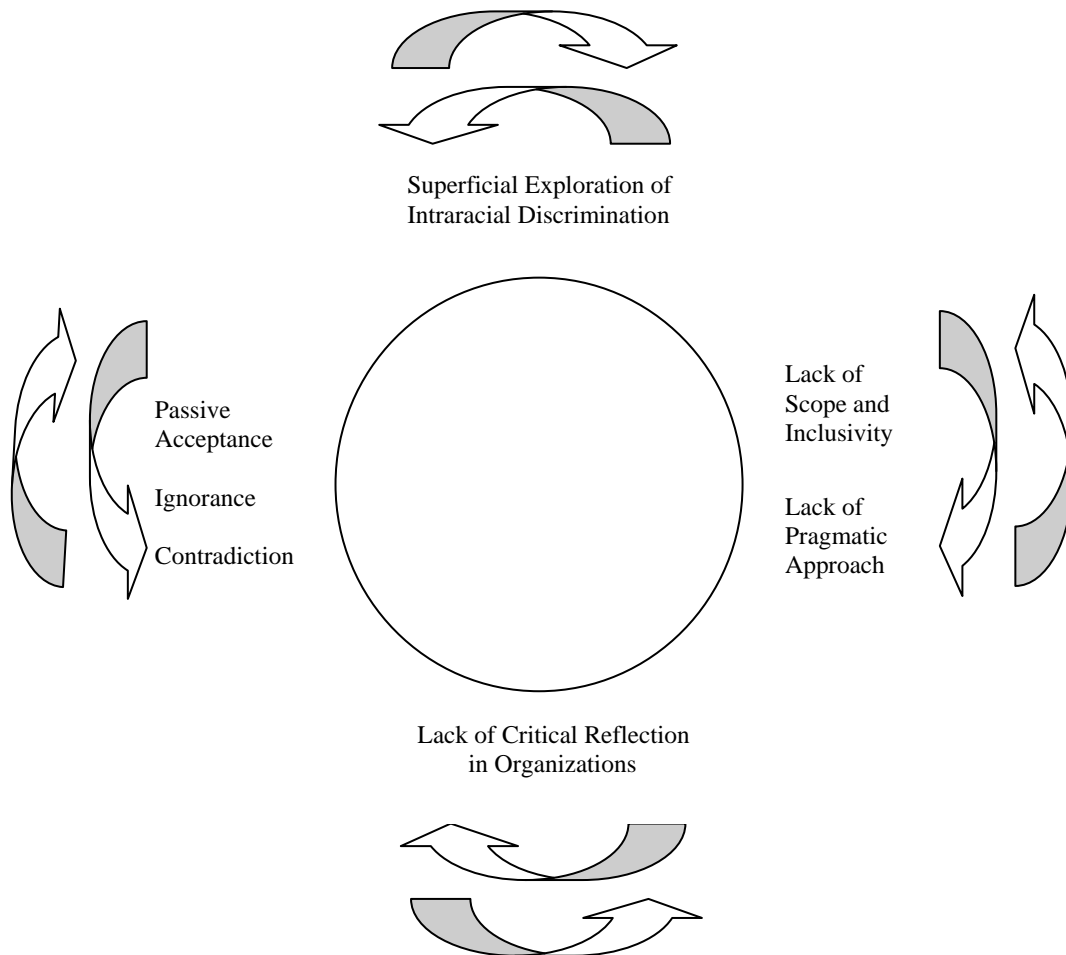 Superficial Exploration of
Intraracial Discrimination
Passive
Acceptance
Ignorance
Contradiction
Lack of
Scope and
Inclusivity
Lack of
Pragmatic
Approach
Lack of Critical Reflection
in Organizations